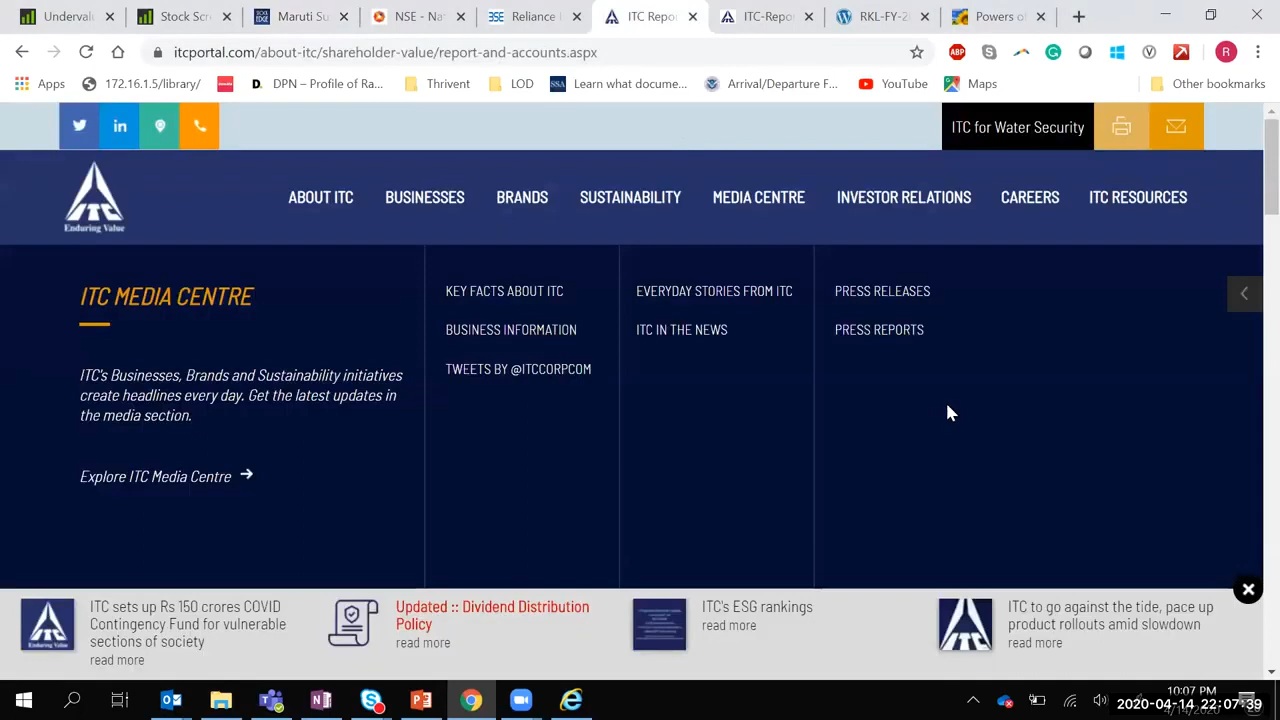 Underval
Stock Scr
Maruti Su
NSE - Na
Reliance
ITC Repo
ITC-Repo
RKL-FY-2
Powers o
itcportal.com/about-itc/shareholder-value/report-and-accounts.aspx
ABP
R
Apps
172.16.1.5/library/
DPN – Profile of Ra...
Thrivent
IOD
Learn what docume...
Arrival/Departure F...
YouTube
Maps
Other bookmarks
ITC for Water Security
ITC
Enduring Value
ABOUT ITC
BUSINESSES
BRANDS
SUSTAINABILITY
MEDIA CENTRE
INVESTOR RELATIONS
CAREERS
ITC RESOURCES
ITC MEDIA CENTRE
ITC's Businesses, Brands and Sustainability initiatives
create headlines every day. Get the latest updates in
the media section.
Explore ITC Media Centre
KEY FACTS ABOUT ITC
BUSINESS INFORMATION
TWEETS BY @ITCCORPCOM
EVERYDAY STORIES FROM ITC
ITC IN THE NEWS
PRESS RELEASES
PRESS REPORTS
ITC sets up Rs 150 crores COVID
Contingency Fund for vulnerable
sections of society
read more
Updated :: Dividend Distribution
Policy
read more
ITC's ESG rankings
read more
ITC to go against the tide, pace up
product rollouts amid slowdown
read more
10:07 PM
2020-04-14 22:07:39